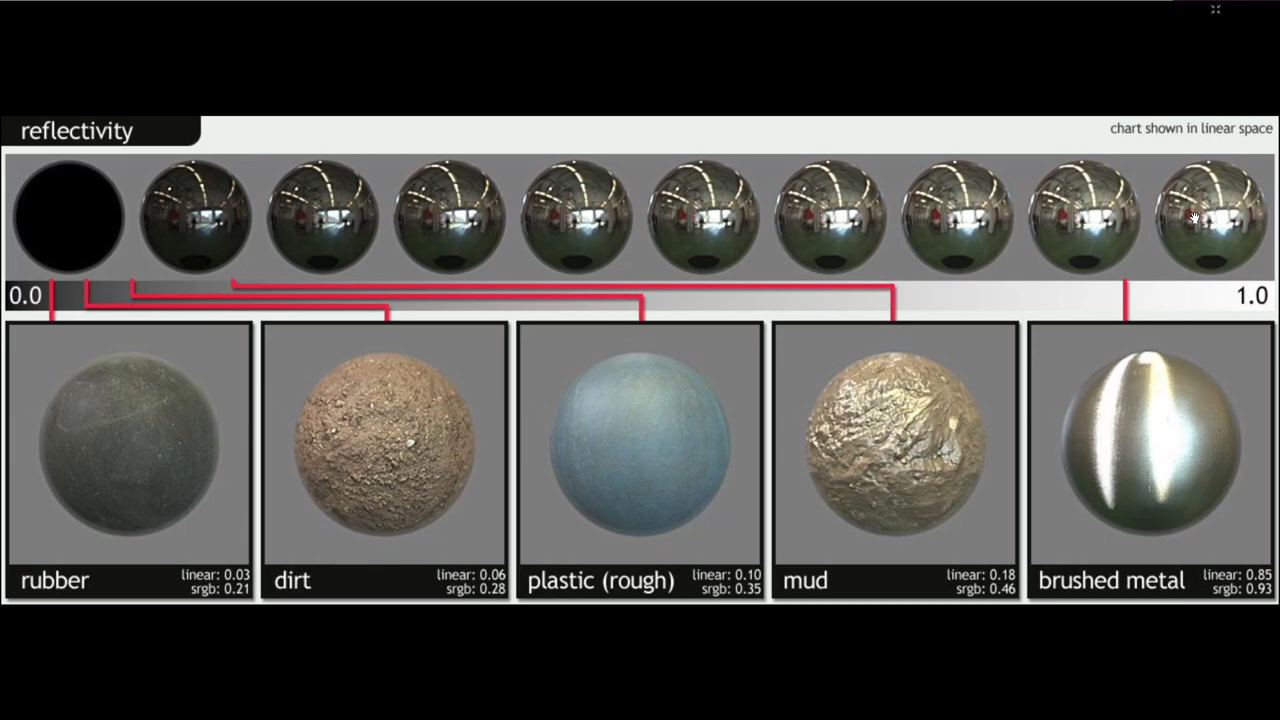 reflectivity
chart shown in linear space
0.0
1.0
rubber
linear: 0.03
srgb: 0.21
dirt
linear: 0.06
srgb: 0.28
plastic (rough)
linear: 0.10
srgb: 0.35
mud
linear: 0.18
srgb: 0.46
brushed metal
linear: 0.85
srgb: 0.93